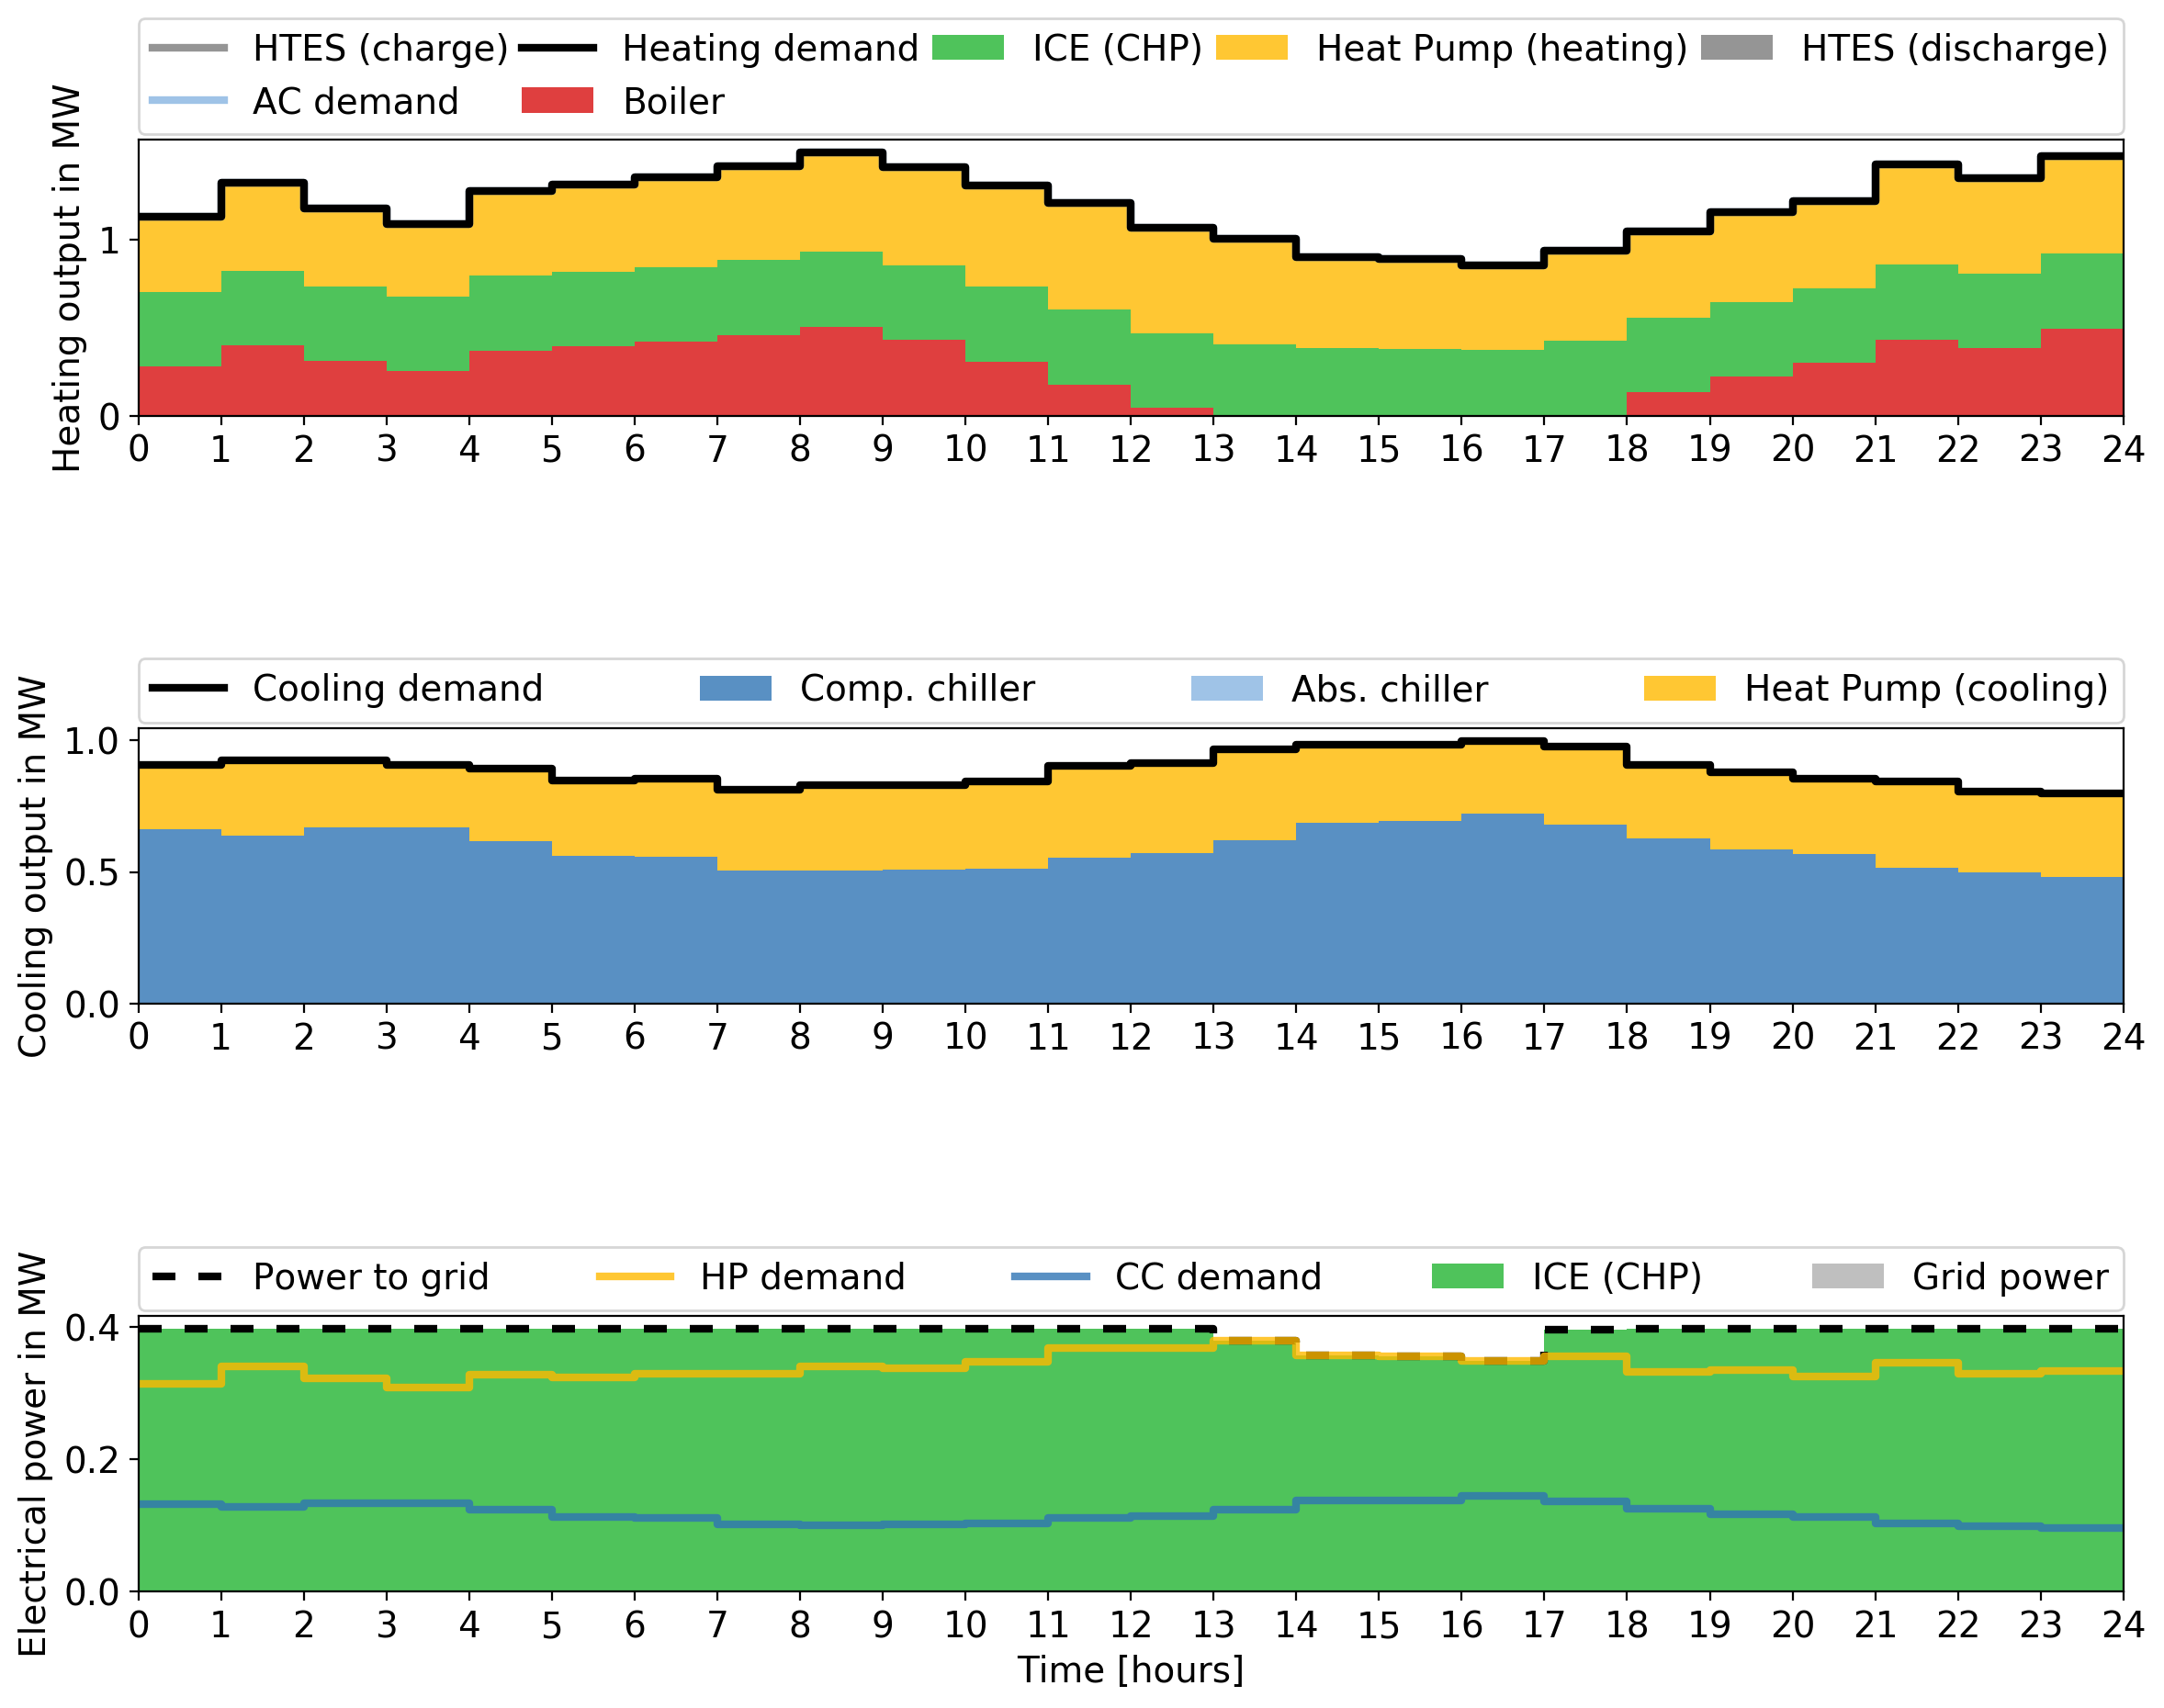 HTES (charge) Heating demand ICE (CHP) Heat Pump (heating) HTES (discharge)
AC demand Boiler
Heating output in MW
1
0
0 1 2 3 4 5 6 7 8 9 10 11 12 13 14 15 16 17 18 19 20 21 22 23 24
Cooling demand Comp. chiller Abs. chiller Heat Pump (cooling)
Cooling output in MW
1.0
0.5
0.0
0 1 2 3 4 5 6 7 8 9 10 11 12 13 14 15 16 17 18 19 20 21 22 23 24
Power to grid HP demand CC demand ICE (CHP) Grid power
Electrical power in MW
0.4
0.2
0.0
0 1 2 3 4 5 6 7 8 9 10 11 12 13 14 15 16 17 18 19 20 21 22 23 24
Time [hours]